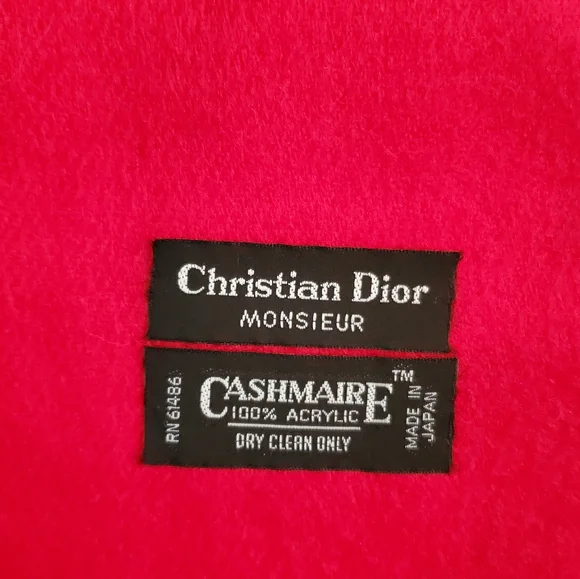 Christian Dior
MONSIEUR
RN 61486
CASHMAIRE™
100% ACRYLIC
DRY CLEAN ONLY
MADE IN
JAPAN